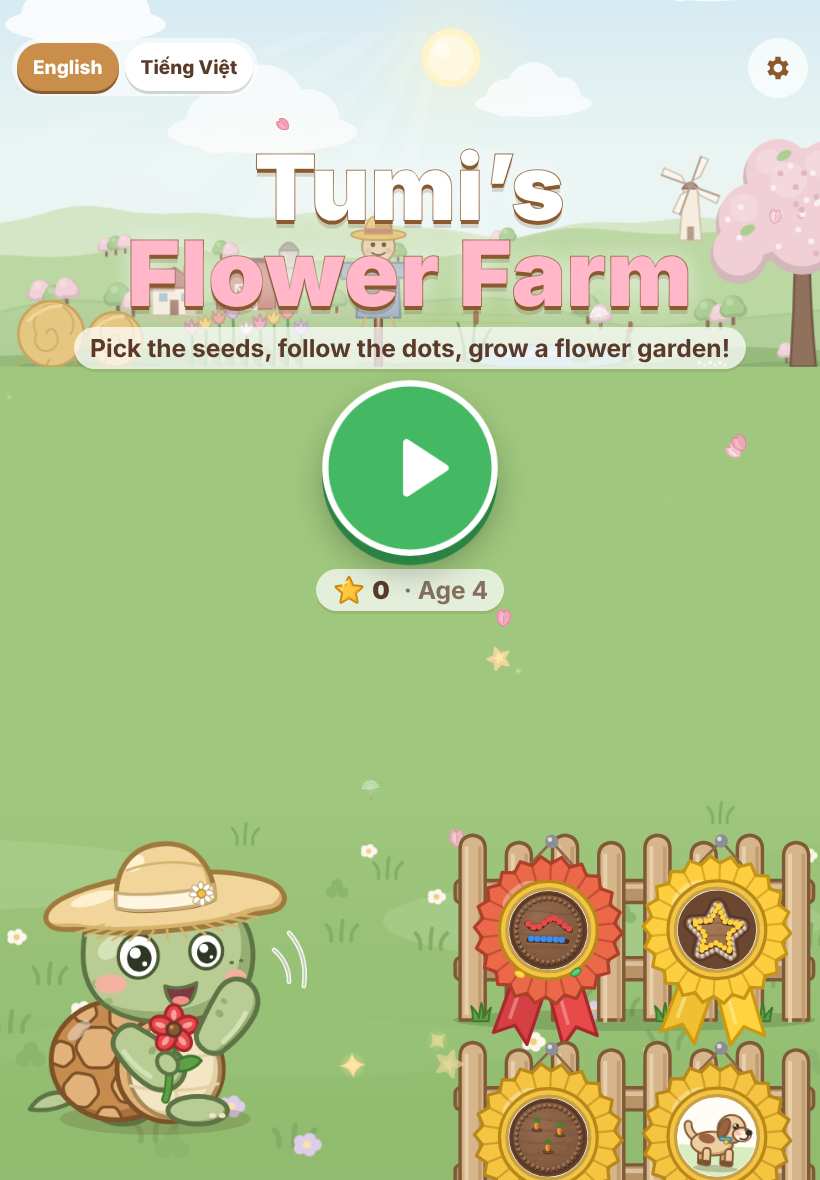 English
Tiếng Việt
Tumi's
Flower Farm
Pick the seeds, follow the dots, grow a flower garden!
0 · Age 4